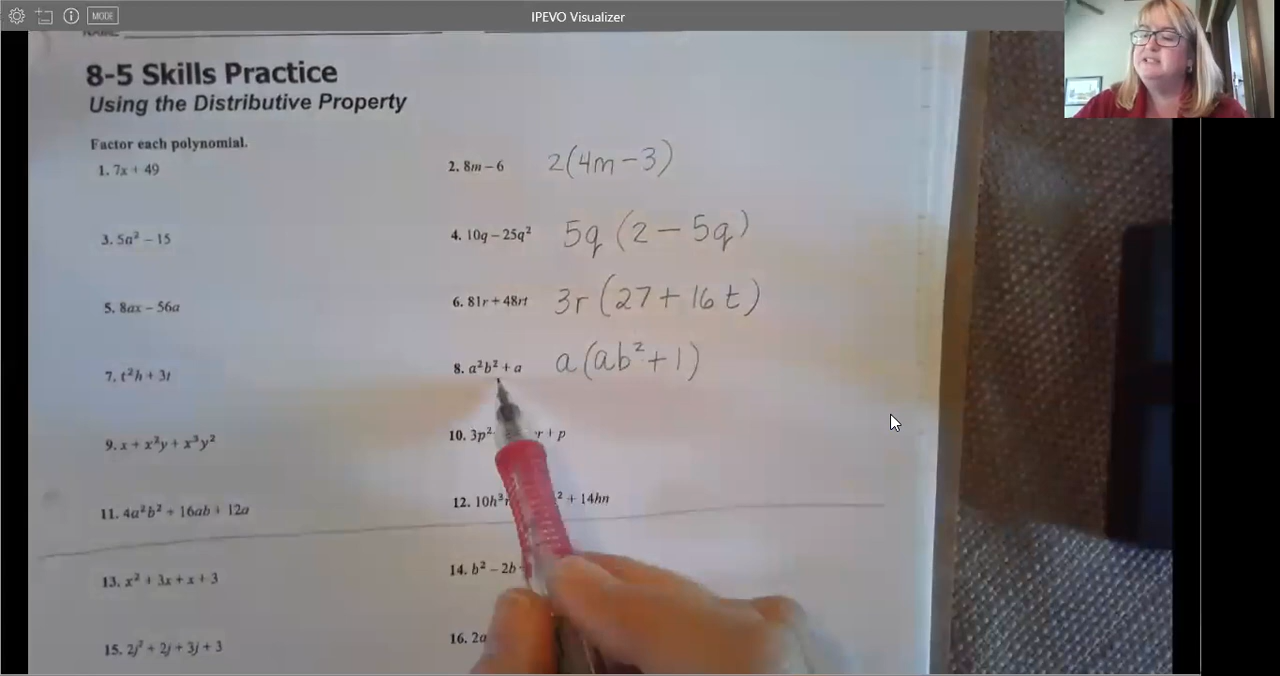 MODE
IPEVO Visualizer
NAME
8-5 Skills Practice
Using the Distributive Property
Factor each polynomial.
1. 7x + 49
2. 8m – 6 2(4m – 3)
3. 5a² – 15
4. 10q – 25q² 5q (2 – 5q)
5. 8ax – 56a
6. 81r + 48rt 3r (27 + 16t)
7. t²h + 3t
8. a²b² + a a(ab² + 1)
9. x + x²y + x³y²
10. 3p² r + p
11. 4a²b² + 16ab + 12a
12. 10h³ ² + 14hn
13. x² + 3x + x + 3
14. b² – 2b
15. 2j² + 2j + 3j + 3
16. 2a